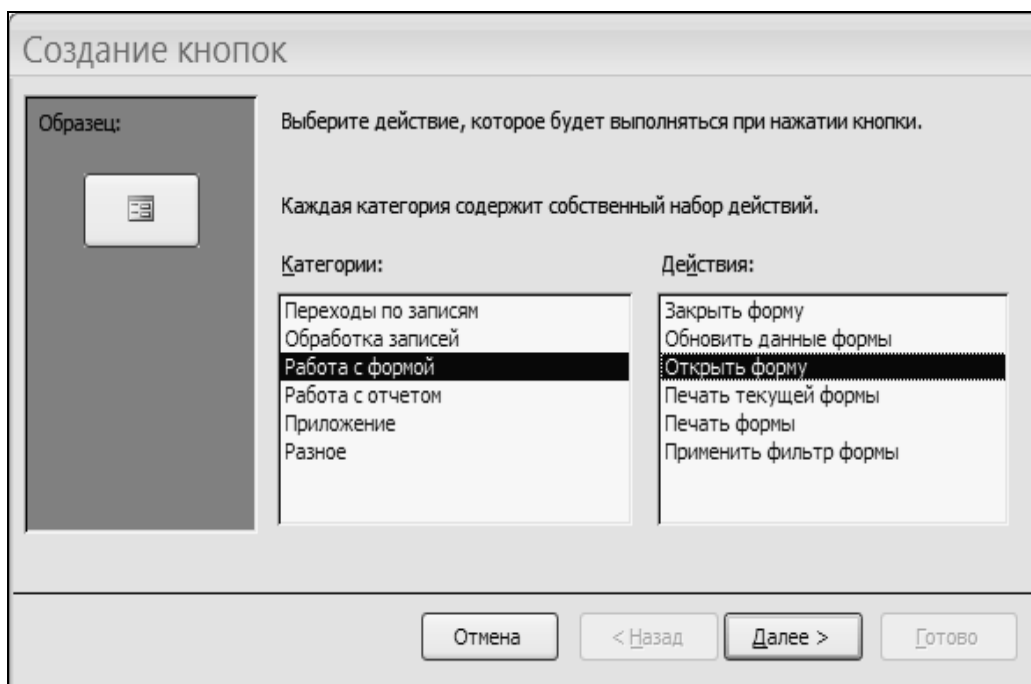 Создание кнопок
Образец:
Выберите действие, которое будет выполняться при нажатии кнопки.
Каждая категория содержит собственный набор действий.
Категории:
Переходы по записям
Обработка записей
Работа с формой
Работа с отчетом
Приложение
Разное
Действия:
Закрыть форму
Обновить данные формы
Открыть форму
Печать текущей формы
Печать формы
Применить фильтр формы
Отмена
< Назад
Далее >
Готово